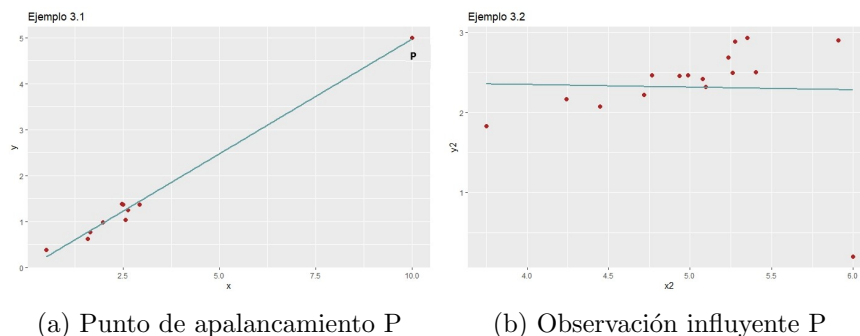 Ejemplo 3.1
5
4
3
2
1
0
y
P
2.5
5.0
7.5
10.0
x
(a) Punto de apalancamiento P
Ejemplo 3.2
3
2
1
y2
4.0
4.5
5.0
5.5
6.0
x2
(b) Observación influyente P